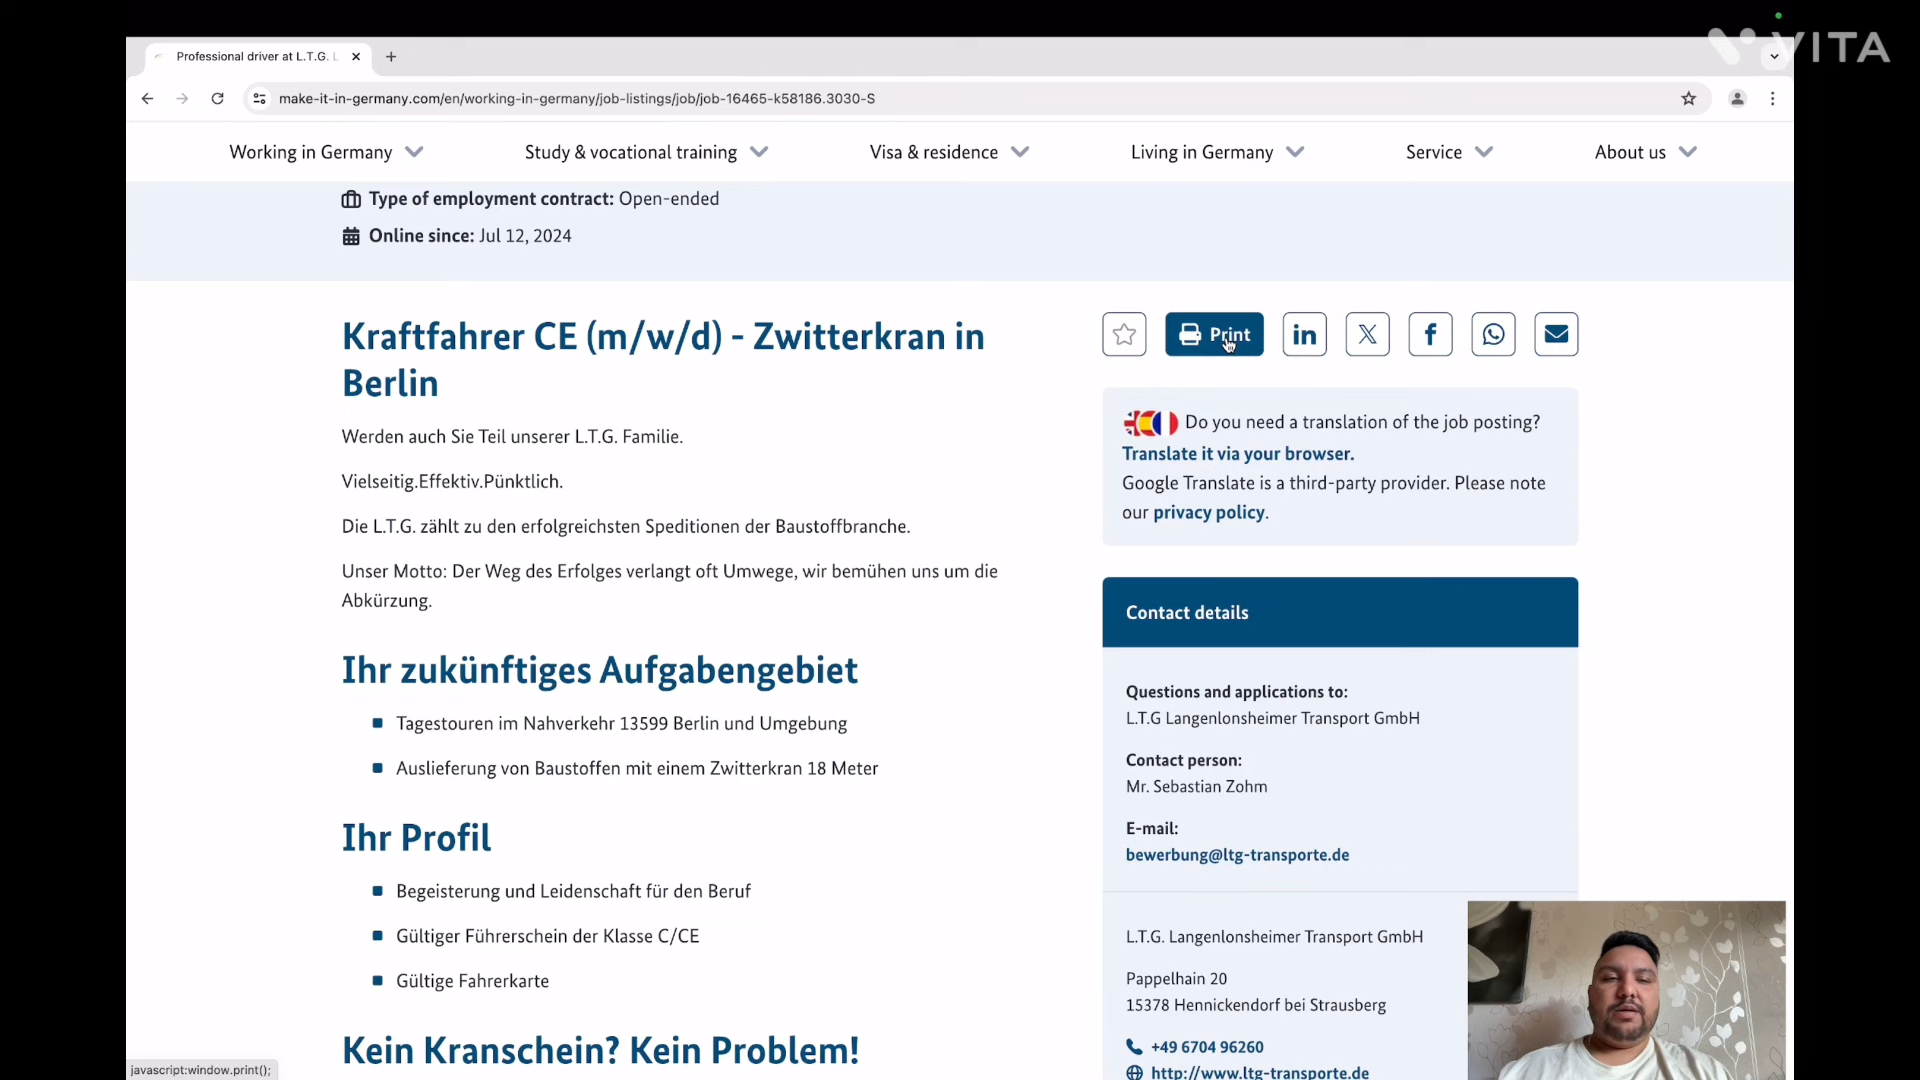 VITA
Professional driver at L.T.G. L
make-it-in-germany.com/en/working-in-germany/job-listings/job/job-16465-k58186.3030-S
Working in Germany
Study & vocational training
Visa & residence
Living in Germany
Service
About us
Type of employment contract: Open-ended
Online since: Jul 12, 2024
Kraftfahrer CE (m/w/d) - Zwitterkran in
Berlin
Werden auch Sie Teil unserer L.T.G. Familie.
Vielseitig.Effektiv.Pünktlich.
Die L.T.G. zählt zu den erfolgreichsten Speditionen der Baustoffbranche.
Unser Motto: Der Weg des Erfolges verlangt oft Umwege, wir bemühen uns um die
Abkürzung.
Ihr zukünftiges Aufgabengebiet
Tagestouren im Nahverkehr 13599 Berlin und Umgebung
Auslieferung von Baustoffen mit einem Zwitterkran 18 Meter
Ihr Profil
Begeisterung und Leidenschaft für den Beruf
Gültiger Führerschein der Klasse C/CE
Gültige Fahrerkarte
Kein Kranschein? Kein Problem!
Print
Do you need a translation of the job posting?
Translate it via your browser.
Google Translate is a third-party provider. Please note
our privacy policy.
Contact details
Questions and applications to:
L.T.G Langenlonsheimer Transport GmbH
Contact person:
Mr. Sebastian Zohm
E-mail:
bewerbung@ltg-transporte.de
L.T.G. Langenlonsheimer Transport GmbH
Pappelhain 20
15378 Hennickendorf bei Strausberg
+49 6704 96260
http://www.ltg-transporte.de
javascript:window.print();